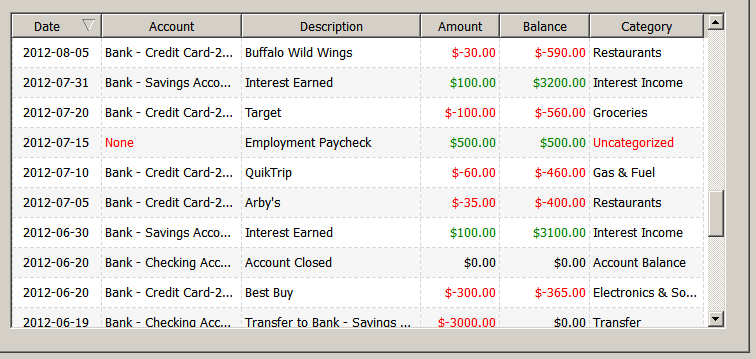 Date Account Description Amount Balance Category
2012-08-05 Bank - Credit Card-2... Buffalo Wild Wings $-30.00 $-590.00 Restaurants
2012-07-31 Bank - Savings Acco... Interest Earned $100.00 $3200.00 Interest Income
2012-07-20 Bank - Credit Card-2... Target $-100.00 $-560.00 Groceries
2012-07-15 None Employment Paycheck $500.00 $500.00 Uncategorized
2012-07-10 Bank - Credit Card-2... QuikTrip $-60.00 $-460.00 Gas & Fuel
2012-07-05 Bank - Credit Card-2... Arby's $-35.00 $-400.00 Restaurants
2012-06-30 Bank - Savings Acco... Interest Earned $100.00 $3100.00 Interest Income
2012-06-20 Bank - Checking Acc... Account Closed $0.00 $0.00 Account Balance
2012-06-20 Bank - Credit Card-2... Best Buy $-300.00 $-365.00 Electronics & So...
2012-06-19 Bank - Checking Acc... Transfer to Bank - Savings ... $-3000.00 $0.00 Transfer